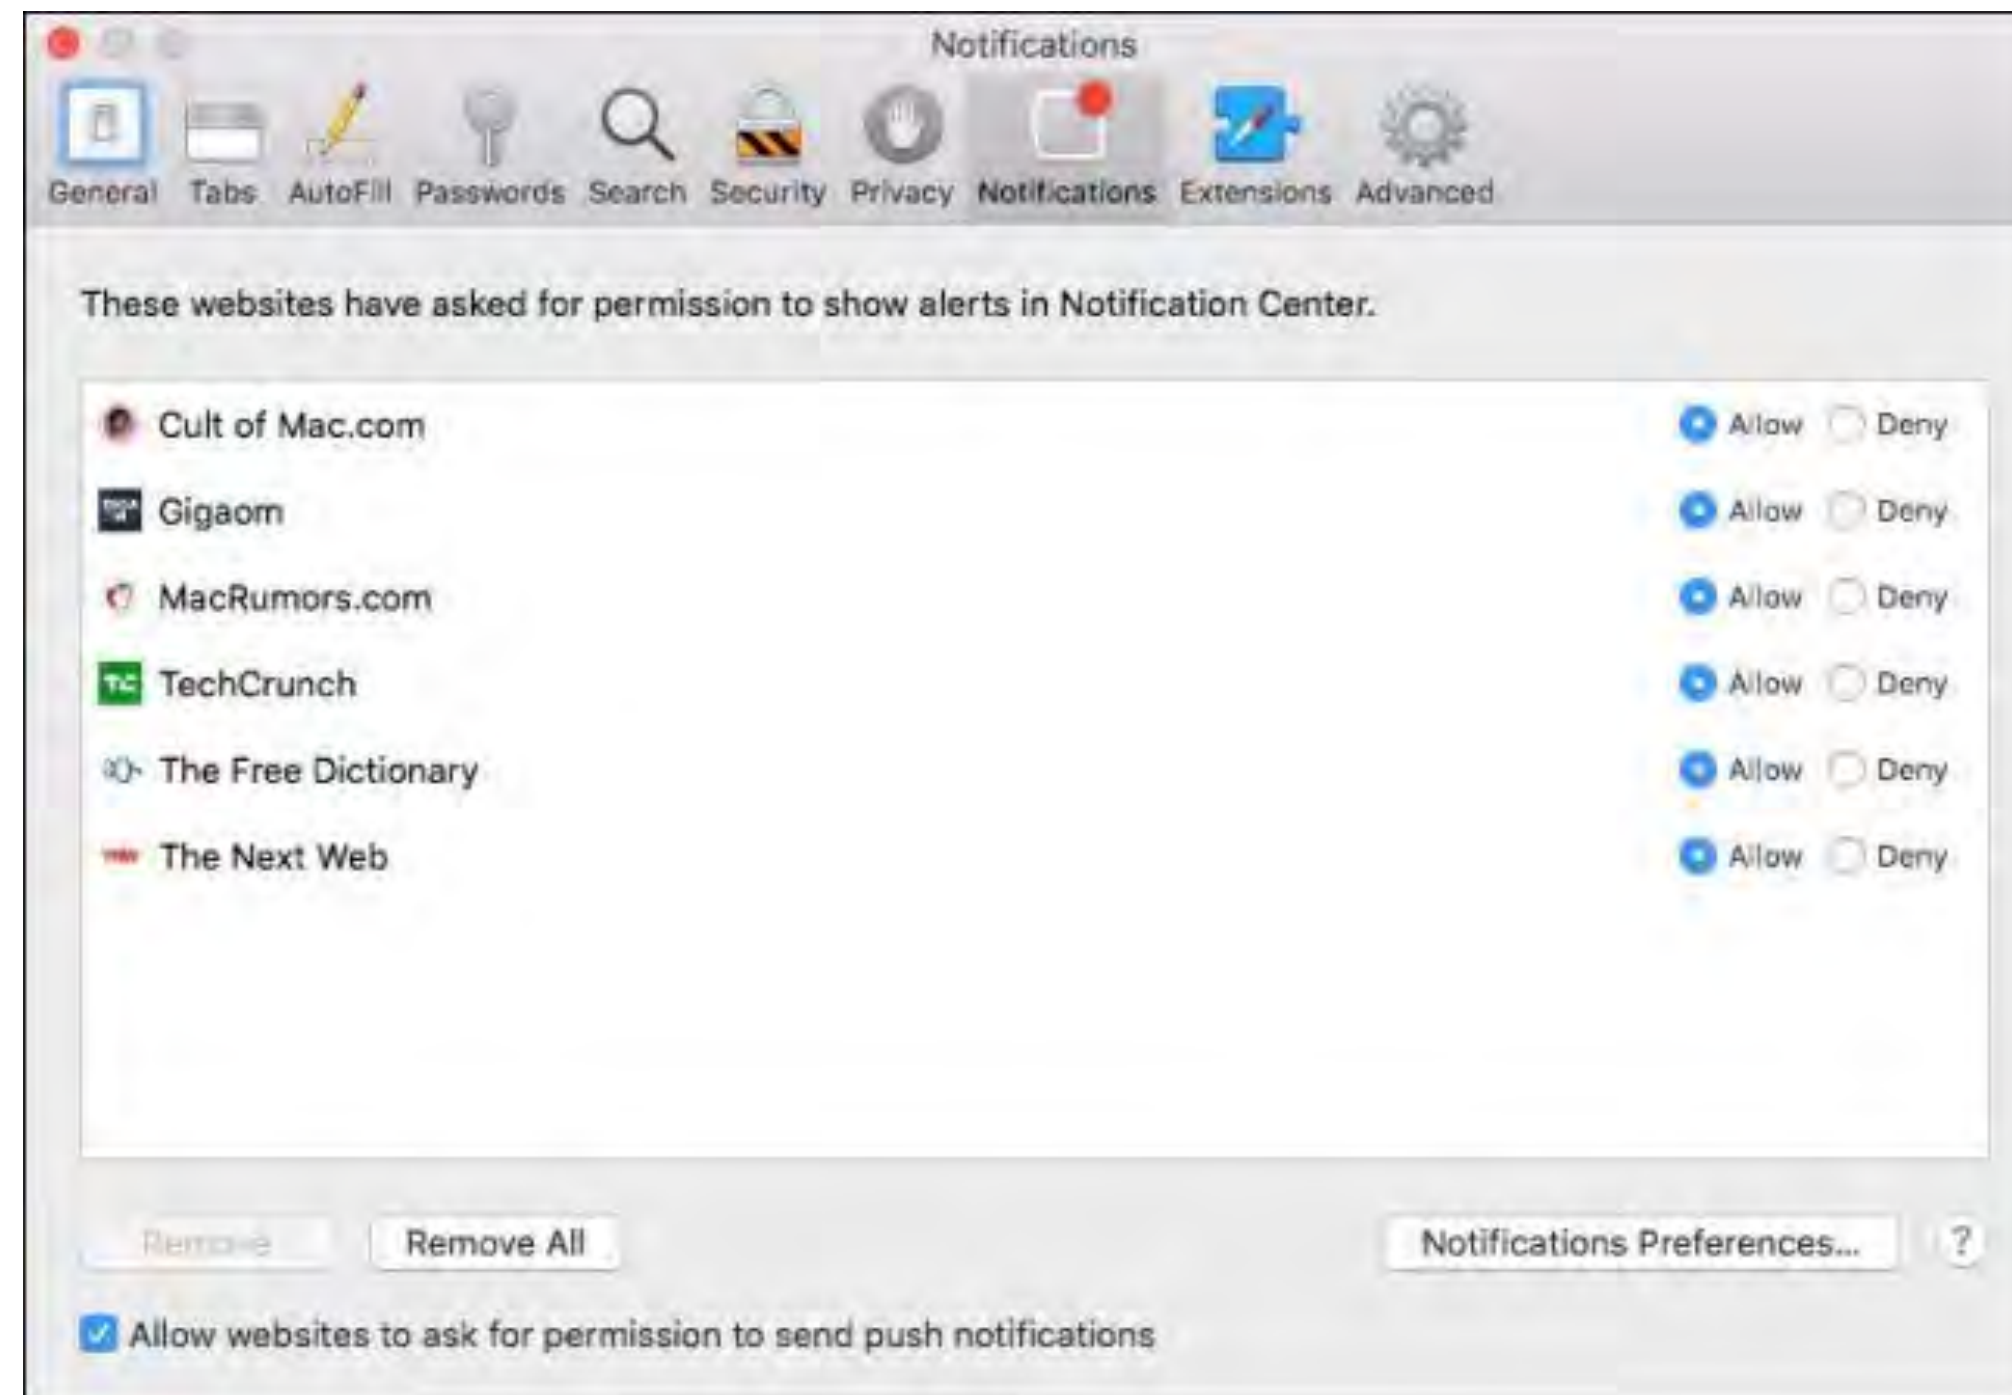 Notifications
General Tabs AutoFill Passwords Search Security Privacy Notifications Extensions Advanced
These websites have asked for permission to show alerts in Notification Center.
Cult of Mac.com Allow Deny
Gigaom Allow Deny
MacRumors.com Allow Deny
TechCrunch Allow Deny
The Free Dictionary Allow Deny
The Next Web Allow Deny
Remove Remove All Notifications Preferences... ?
Allow websites to ask for permission to send push notifications